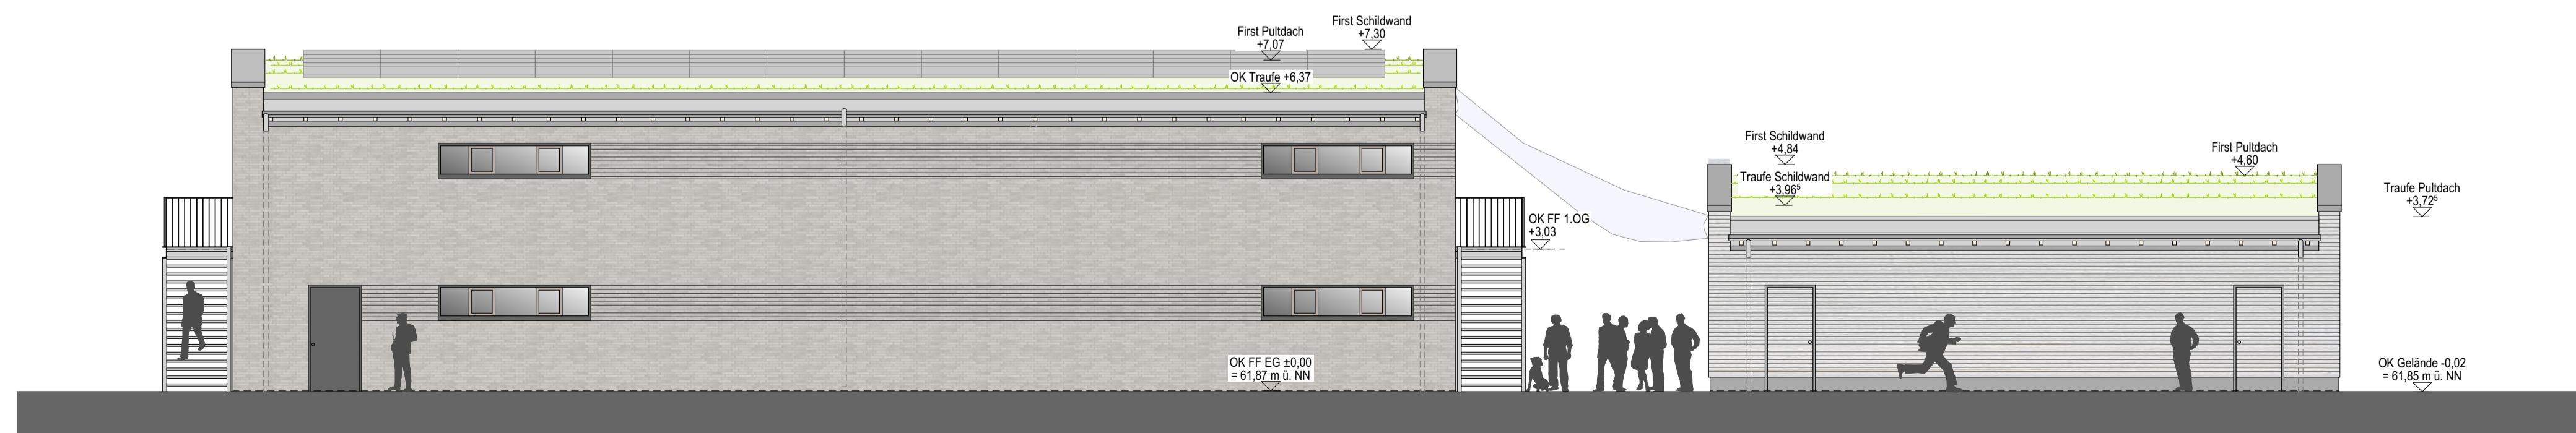 First Schildwand
+7,30
First Pultdach
+7,07
OK Traufe +6,37
First Schildwand
+4,84
First Pultdach
+4,60
Traufe Schildwand
+3,96⁵
Traufe Pultdach
+3,72⁵
OK FF 1.OG
+3,03
OK FF EG ±0,00
= 61,87 m ü. NN
OK Gelände -0,02
= 61,85 m ü. NN